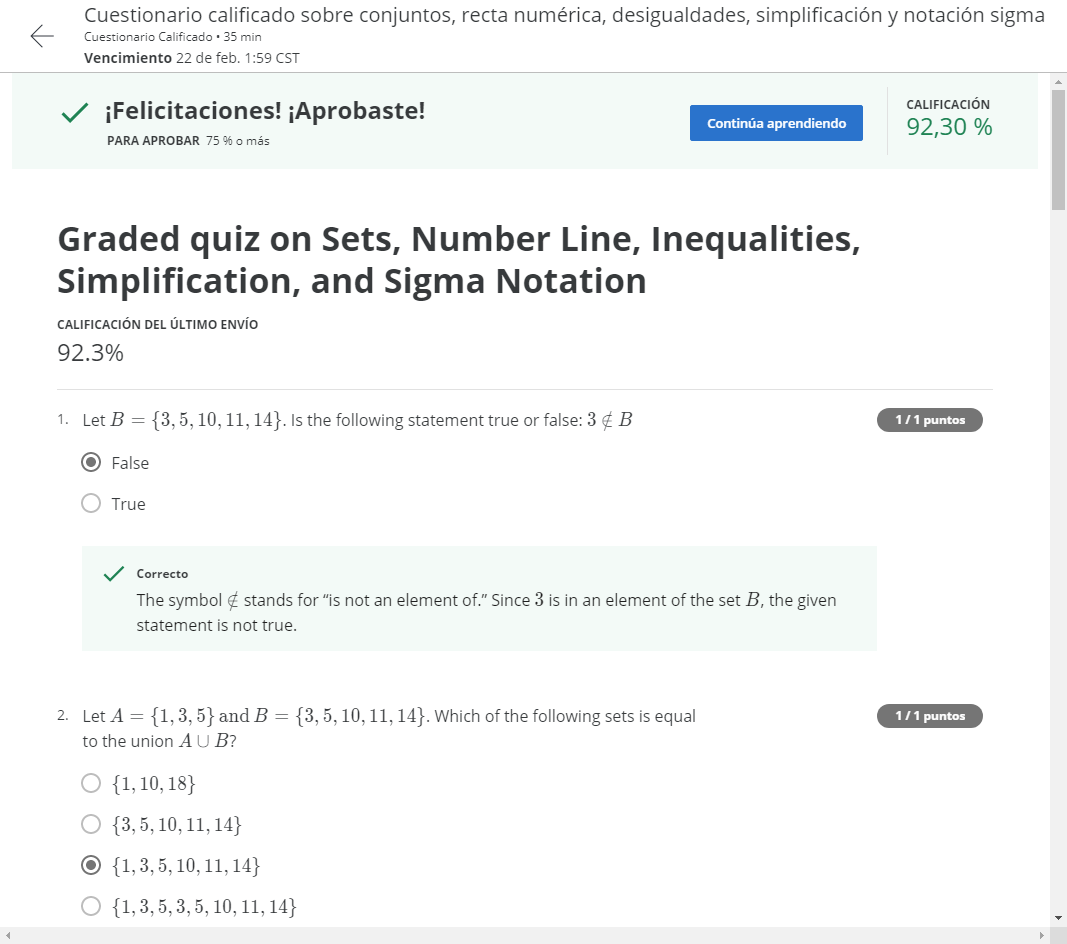 Cuestionario calificado sobre conjuntos, recta numérica, desigualdades, simplificación y notación sigma
Cuestionario Calificado • 35 min
Vencimiento 22 de feb. 1:59 CST
¡Felicitaciones! ¡Aprobaste!
PARA APROBAR 75 % o más
Continúa aprendiendo
CALIFICACIÓN
92,30 %
Graded quiz on Sets, Number Line, Inequalities,
Simplification, and Sigma Notation
CALIFICACIÓN DEL ÚLTIMO ENVÍO
92.3%
1. Let B = {3, 5, 10, 11, 14}. Is the following statement true or false: 3 ∉ B
1 / 1 puntos
False
True
Correcto
The symbol ∉ stands for “is not an element of.” Since 3 is in an element of the set B, the given
statement is not true.
2. Let A = {1, 3, 5} and B = {3, 5, 10, 11, 14}. Which of the following sets is equal
1 / 1 puntos
to the union A ∪ B?
{1, 10, 18}
{3, 5, 10, 11, 14}
{1, 3, 5, 10, 11, 14}
{1, 3, 5, 3, 5, 10, 11, 14}